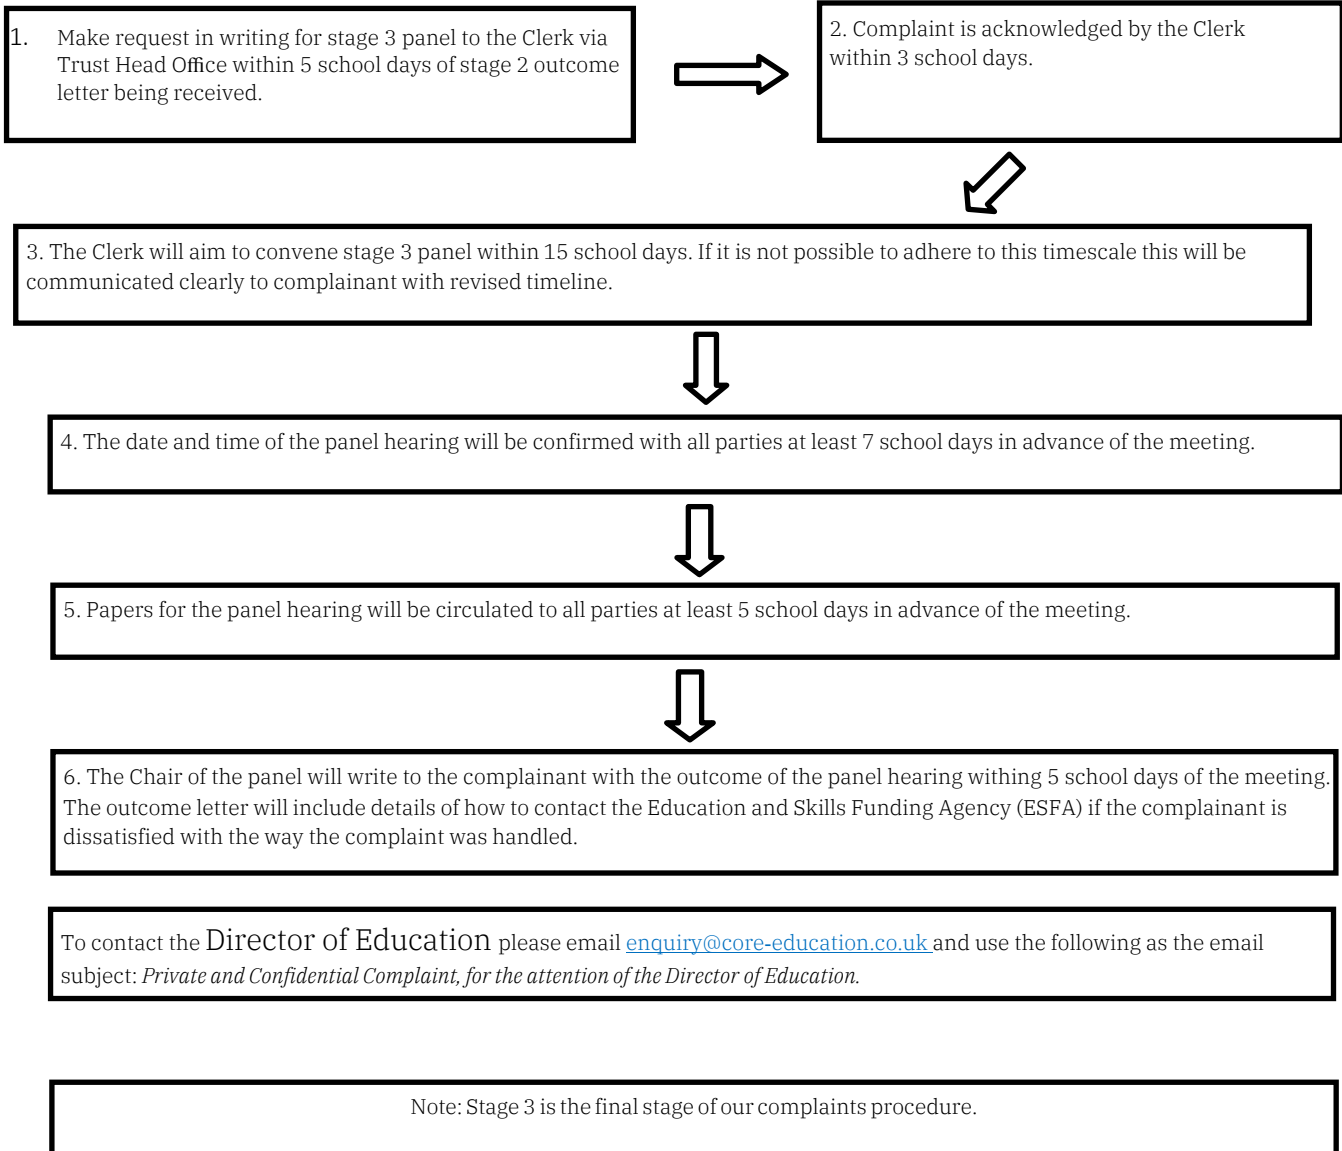 1. Make request in writing for stage 3 panel to the Clerk via
Trust Head Office within 5 school days of stage 2 outcome
letter being received.
2. Complaint is acknowledged by the Clerk
within 3 school days.
3. The Clerk will aim to convene stage 3 panel within 15 school days. If it is not possible to adhere to this timescale this will be
communicated clearly to complainant with revised timeline.
4. The date and time of the panel hearing will be confirmed with all parties at least 7 school days in advance of the meeting.
5. Papers for the panel hearing will be circulated to all parties at least 5 school days in advance of the meeting.
6. The Chair of the panel will write to the complainant with the outcome of the panel hearing withing 5 school days of the meeting.
The outcome letter will include details of how to contact the Education and Skills Funding Agency (ESFA) if the complainant is
dissatisfied with the way the complaint was handled.
To contact the Director of Education please email enquiry@core-education.co.uk and use the following as the email
subject: Private and Confidential Complaint, for the attention of the Director of Education.
Note: Stage 3 is the final stage of our complaints procedure.